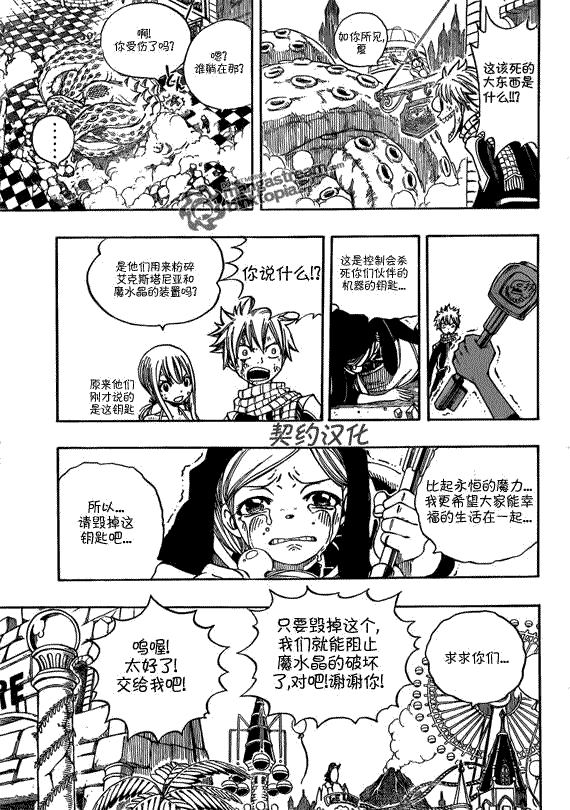 这该死的
大东西是
什么!!?
如你所见,
夏
嗯?
谁躺在那?
啊!
你受伤了吗?
……
mangastream
inktopia
这是控制会杀
死你们伙伴的
机器的钥匙...
你说什么!?
是他们用来粉碎
艾克斯塔尼亚和
魔水晶的装置吗?
原来他们
刚才说的
是这钥匙
契约汉化
比起永恒的魔力...
我更希望大家能幸
福的生活在一起...
所以...
请毁掉这
钥匙吧...
求求你们...
只要毁掉这个,
我们就能阻止
魔水晶的破坏
了,对吧!谢谢你!
呜喔!
太好了!
交给我吧!
RE